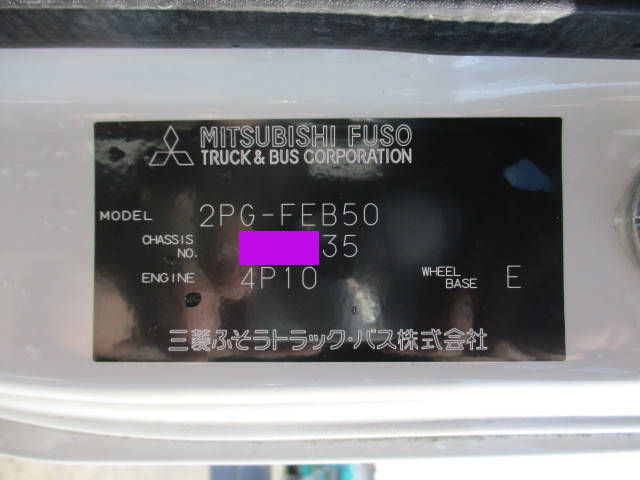 MITSUBISHI FUSO
TRUCK & BUS CORPORATION
MODEL 2PG-FEB50
CHASSIS NO. 35
ENGINE 4P10 WHEEL BASE E
三菱ふそうトラック・バス株式会社